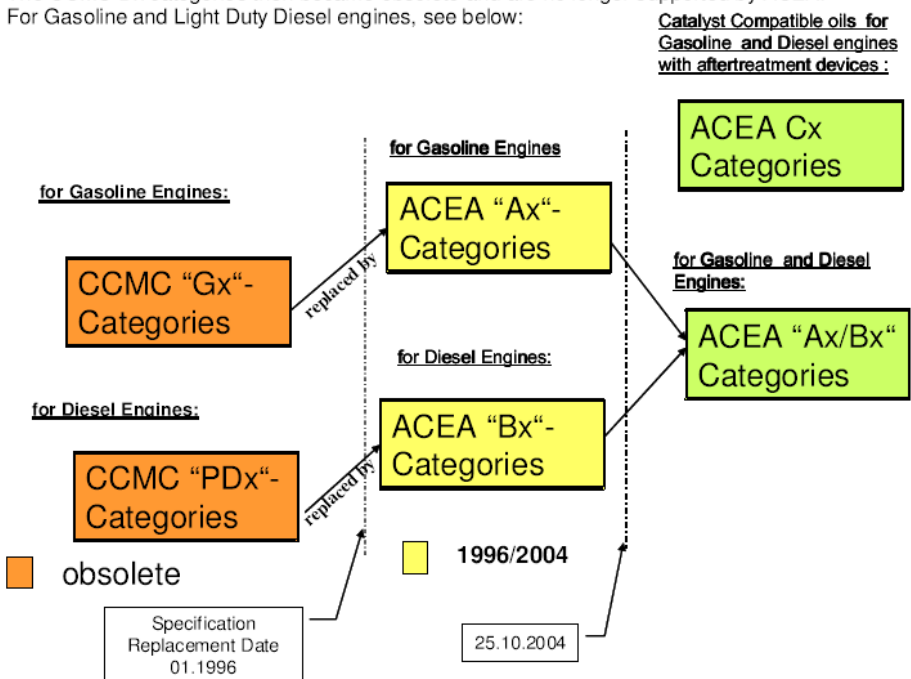 For Gasoline and Light Duty Diesel engines, see below:
Catalyst Compatible oils for
Gasoline and Diesel engines
with aftertreatment devices :
ACEA Cx
Categories
for Gasoline Engines
ACEA “Ax“-
Categories
for Gasoline Engines:
CCMC “Gx“-
Categories
replaced by
for Gasoline and Diesel
Engines:
ACEA “Ax/Bx“
Categories
for Diesel Engines:
ACEA “Bx“-
Categories
for Diesel Engines:
CCMC “PDx“-
Categories
replaced by
obsolete
1996/2004
Specification
Replacement Date
01.1996
25.10.2004